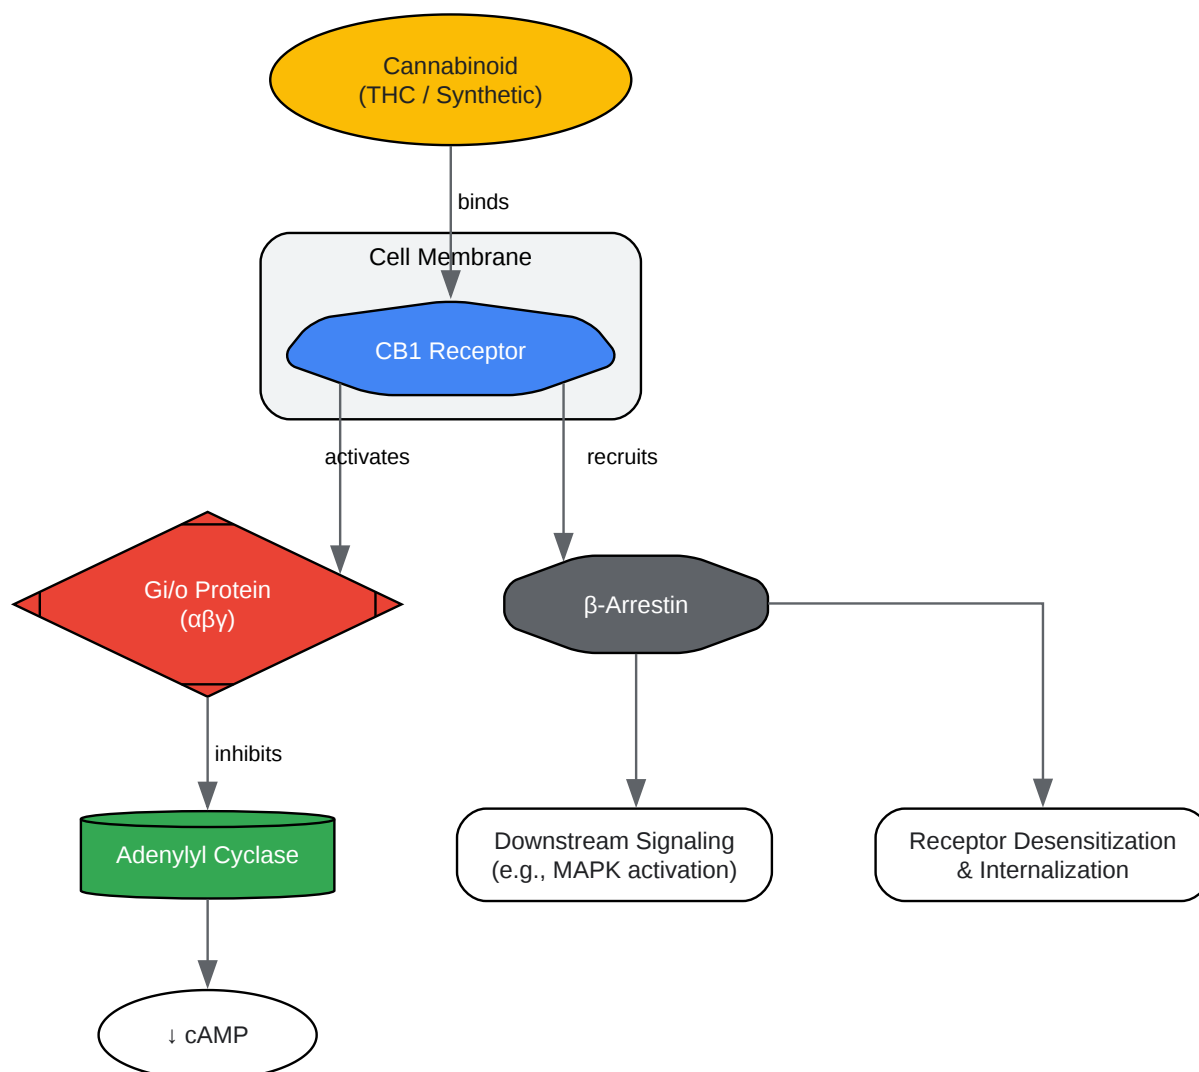 Cannabinoid
(THC / Synthetic)
binds
Cell Membrane
CB1 Receptor
activates
recruits
Gi/o Protein
(αβγ)
β-Arrestin
inhibits
Adenylyl Cyclase
Downstream Signaling
(e.g., MAPK activation)
Receptor Desensitization
& Internalization
↓ cAMP